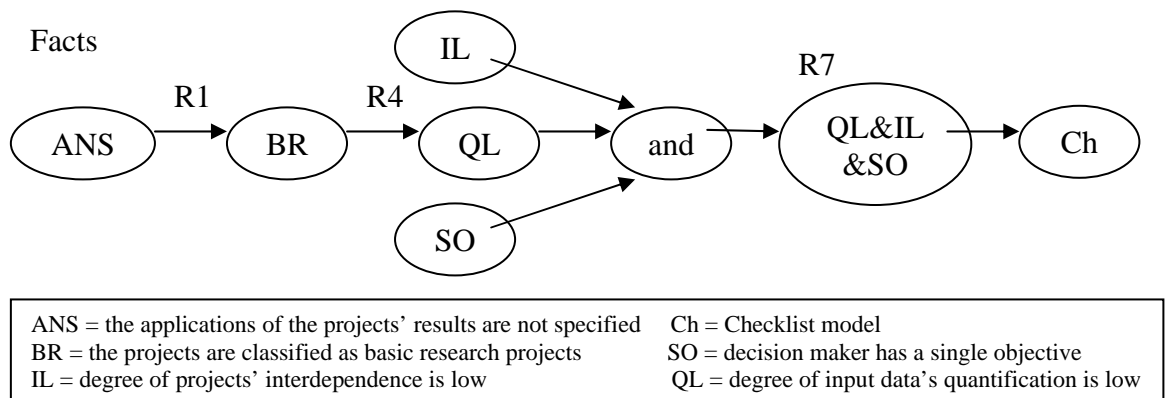 Facts
IL
R1
R4
R7
ANS
BR
QL
and
QL&IL
&SO
Ch
SO
ANS = the applications of the projects' results are not specified Ch = Checklist model
BR = the projects are classified as basic research projects SO = decision maker has a single objective
IL = degree of projects' interdependence is low QL = degree of input data's quantification is low